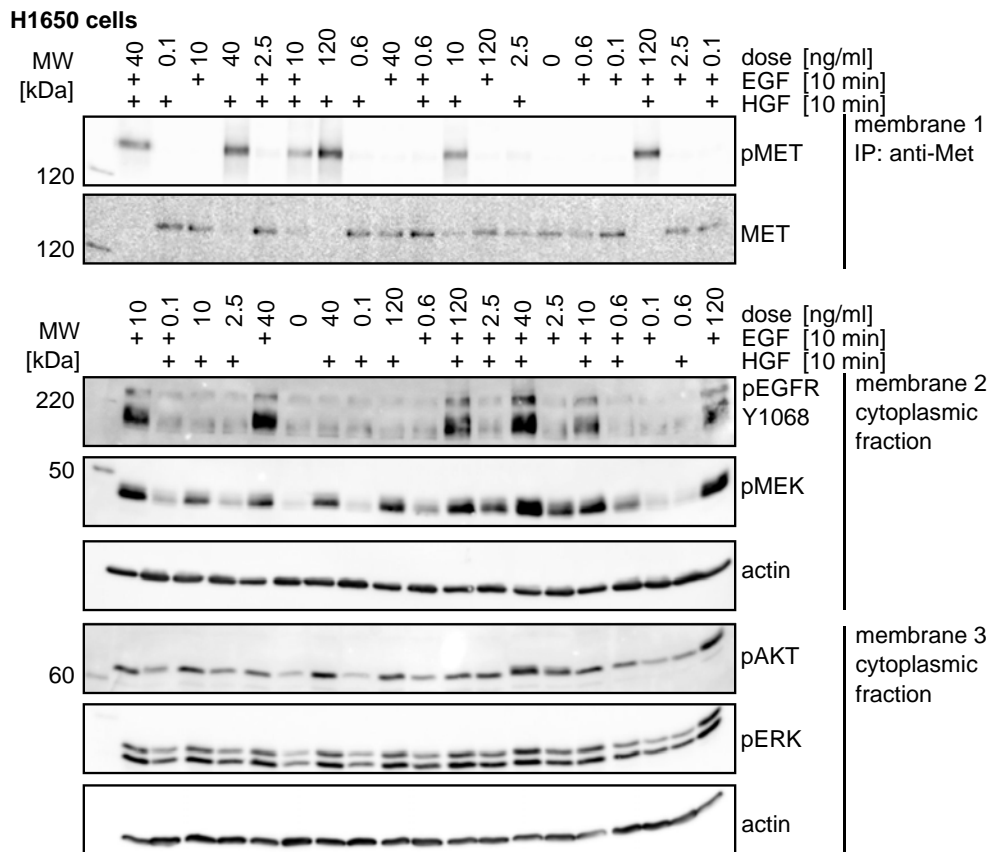 H1650 cells
MW
[kDa]
40 0.1 10 40 2.5 10 120 0.6 40 0.6 10 120 2.5 0 0.6 0.1 120 2.5 0.1 dose [ng/ml]
+ + + + + + + + + + + + + EGF [10 min]
+ + + + + + + + + + + + HGF [10 min]
membrane 1
IP: anti-Met
pMET
120
MET
120
MW
[kDa]
10 0.1 10 2.5 40 0 40 0.1 120 0.6 120 2.5 40 2.5 10 0.6 0.1 0.6 120 dose [ng/ml]
+ + + + + + + + + + + + EGF [10 min]
+ + + + + + + + + + + + HGF [10 min]
membrane 2
cytoplasmic
fraction
220
pEGFR
Y1068
50
pMEK
actin
membrane 3
cytoplasmic
fraction
pAKT
60
pERK
actin